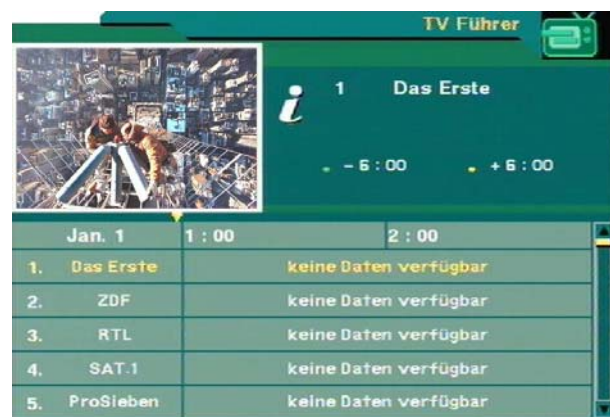 TV Führer
i 1 Das Erste
- 6 : 00 + 6 : 00
Jan. 1 1 : 00 2 : 00
1. Das Erste keine Daten verfügbar
2. ZDF keine Daten verfügbar
3. RTL keine Daten verfügbar
4. SAT.1 keine Daten verfügbar
5. ProSieben keine Daten verfügbar